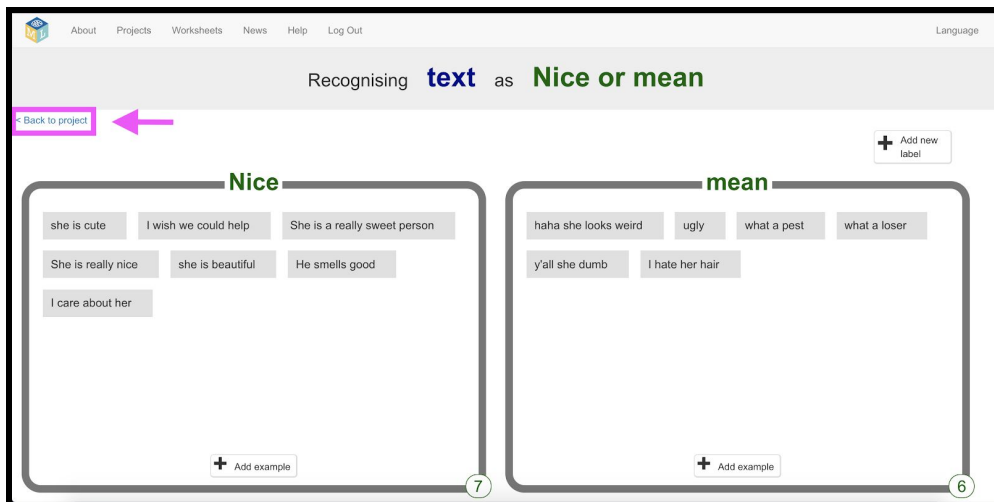 About Projects Worksheets News Help Log Out Language
Recognising text as Nice or mean
< Back to project
Add new
label
Nice
she is cute I wish we could help She is a really sweet person
She is really nice she is beautiful He smells good
I care about her
Add example
7
mean
haha she looks weird ugly what a pest what a loser
y'all she dumb I hate her hair
Add example
6